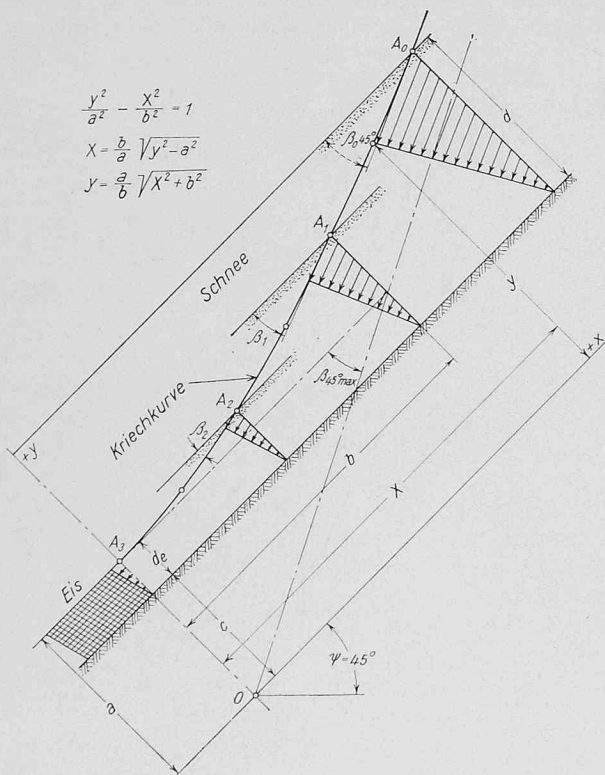 y²/a² - X²/b² = 1
X = b/a √y²-a²
y = a/b √X²+b²
A₀
d
β₀45°
A₁
Schnee
y
+x
β₁
β45°max
Kriechkurve
A₂
β₂
b
X
+y
A₃
de
Eis
c
ψ=45°
O
a